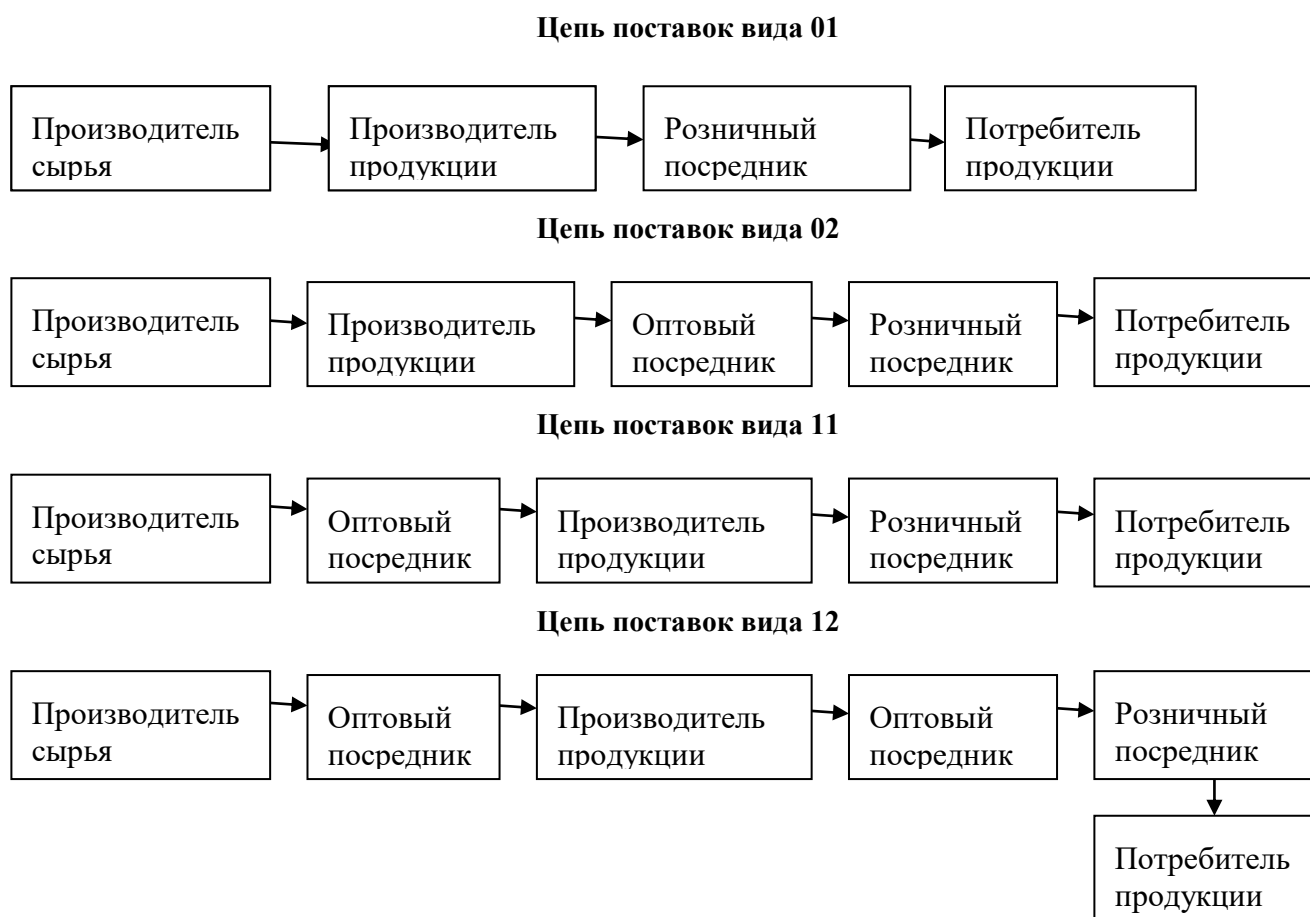 Цепь поставок вида 01
Производитель
сырья
Производитель
продукции
Розничный
посредник
Потребитель
продукции
Цепь поставок вида 02
Производитель
сырья
Производитель
продукции
Оптовый
посредник
Розничный
посредник
Потребитель
продукции
Цепь поставок вида 11
Производитель
сырья
Оптовый
посредник
Производитель
продукции
Розничный
посредник
Потребитель
продукции
Цепь поставок вида 12
Производитель
сырья
Оптовый
посредник
Производитель
продукции
Оптовый
посредник
Розничный
посредник
Потребитель
продукции